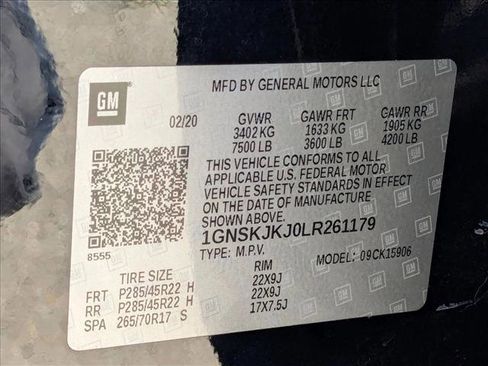 GM
MFD BY GENERAL MOTORS LLC
02/20 GVWR GAWR FRT GAWR RR
3402 KG 1633 KG 1905 KG
7500 LB 3600 LB 4200 LB
THIS VEHICLE CONFORMS TO ALL
APPLICABLE U.S. FEDERAL MOTOR
VEHICLE SAFETY STANDARDS IN EFFECT
ON THE DATE OF MANUFACTURE
SHOWN ABOVE.
1GNSKJKJ0LR261179
8555 TYPE: M.P.V. MODEL: 09CK15906
TIRE SIZE RIM
FRT P285/45R22 H 22X9J
RR P285/45R22 H 22X9J
SPA 265/70R17 S 17X7.5J